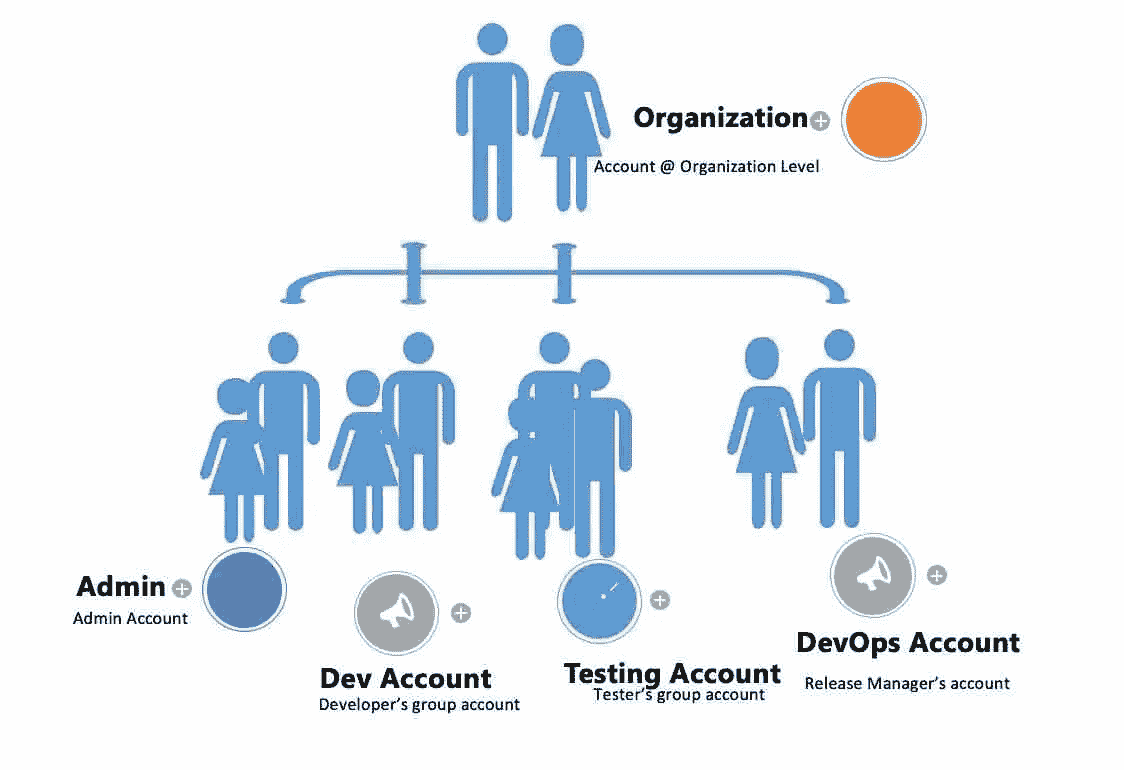 Organization
Account @ Organization Level
Admin
Admin Account
Dev Account
Developer's group account
Testing Account
Tester's group account
DevOps Account
Release Manager's account